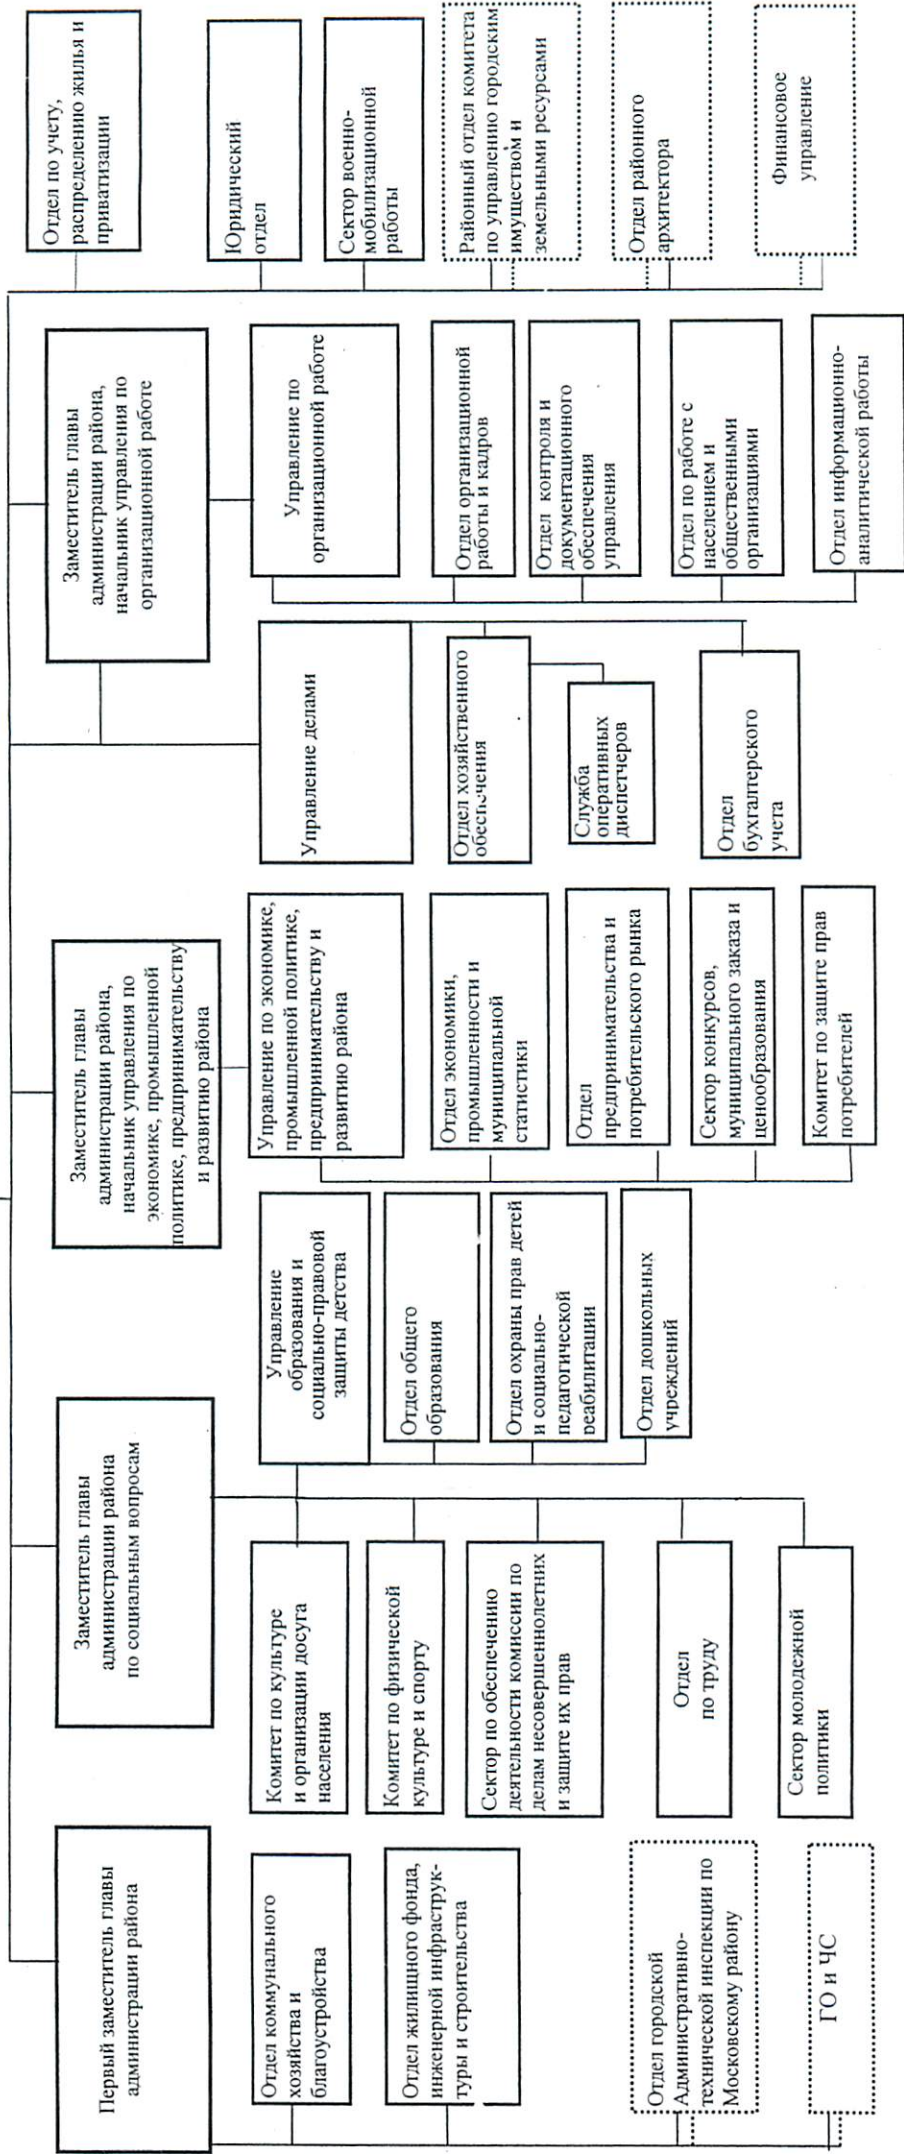 Первый заместитель главы
администрации района
Отдел коммунального
хозяйства и
благоустройства
Отдел жилищного фонда,
инженерной инфраструк-
туры и строительства
Отдел городской
Административно-
технической инспекции по
Московскому району
ГО и ЧС
Заместитель главы
администрации района
по социальным вопросам
Комитет по культуре
и организации досуга
населения
Комитет по физической
культуре и спорту
Сектор по обеспечению
деятельности комиссии по
делам несовершеннолетних
и защите их прав
Отдел
по труду
Сектор молодежной
политики
Управление
образования и
социально-правовой
защиты детства
Отдел общего
образования
Отдел охраны прав детей
и социально-
педагогической
реабилитации
Отдел дошкольных
учреждений
Заместитель главы
администрации района,
начальник управления по
экономике, промышленной
политике, предпринимательству
и развитию района
Управление по экономике,
промышленной политике,
предпринимательству и
развитию района
Отдел экономики,
промышленности и
муниципальной
статистики
Отдел
предпринимательства и
потребительского рынка
Сектор конкурсов,
муниципального заказа и
ценообразования
Комитет по защите прав
потребителей
Управление делами
Отдел хозяйственного
обеспечения
Служба
оперативных
диспетчеров
Отдел
бухгалтерского
учета
Заместитель главы
администрации района,
начальник управления по
организационной работе
Управление по
организационной работе
Отдел организационной
работы и кадров
Отдел контроля и
документационного
обеспечения
управления
Отдел по работе с
населением и
общественными
организациями
Отдел информационно-
аналитической работы
Отдел по учету,
распределению жилья и
приватизации
Юридический
отдел
Сектор военно-
мобилизационной
работы
Районный отдел комитета
по управлению городским
имуществом и
земельными ресурсами
Отдел районного
архитектора
Финансовое
управление